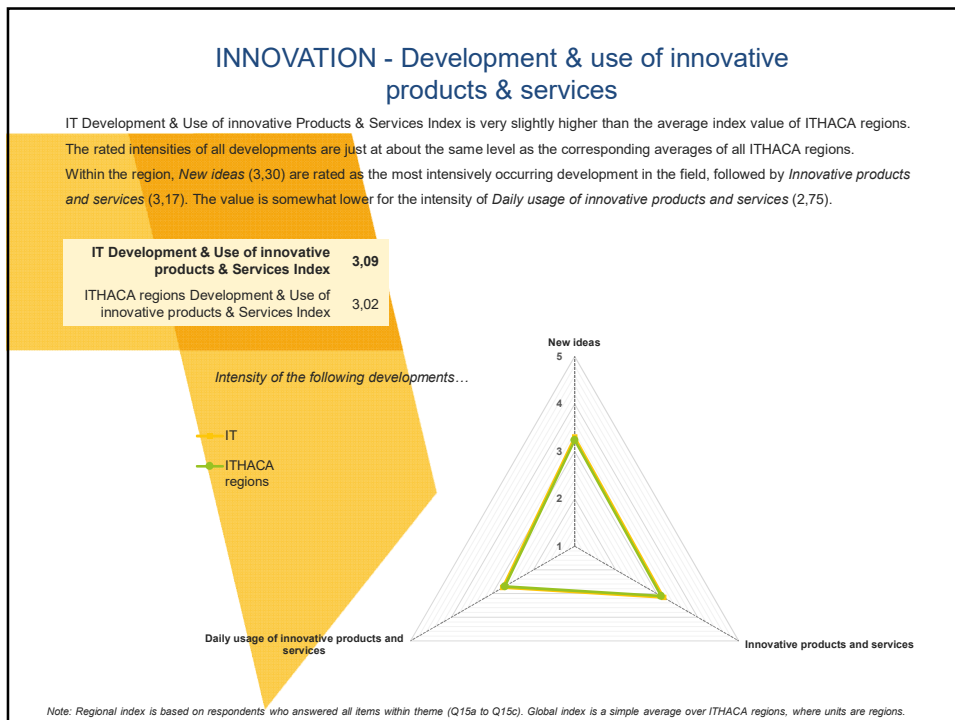 INNOVATION - Development & use of innovative
products & services
IT Development & Use of innovative Products & Services Index is very slightly higher than the average index value of ITHACA regions.
The rated intensities of all developments are just at about the same level as the corresponding averages of all ITHACA regions.
Within the region, New ideas (3,30) are rated as the most intensively occurring development in the field, followed by Innovative products
and services (3,17). The value is somewhat lower for the intensity of Daily usage of innovative products and services (2,75).
IT Development & Use of innovative
products & Services Index
3,09
ITHACA regions Development & Use of
innovative products & Services Index
3,02
Intensity of the following developments…
IT
ITHACA
regions
New ideas
5
4
3
2
1
Daily usage of innovative products and
services
Innovative products and services
Note: Regional index is based on respondents who answered all items within theme (Q15a to Q15c). Global index is a simple average over ITHACA regions, where units are regions.